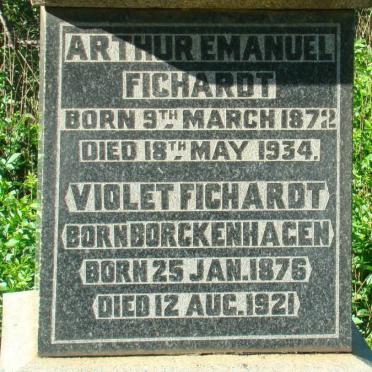 ARTHUR EMANUEL
FICHARDT
BORN 9TH MARCH 1872
DIED 18TH MAY 1934.
VIOLET FICHARDT
BORN BORCKENHAGEN
BORN 25 JAN. 1876
DIED 12 AUG. 1921